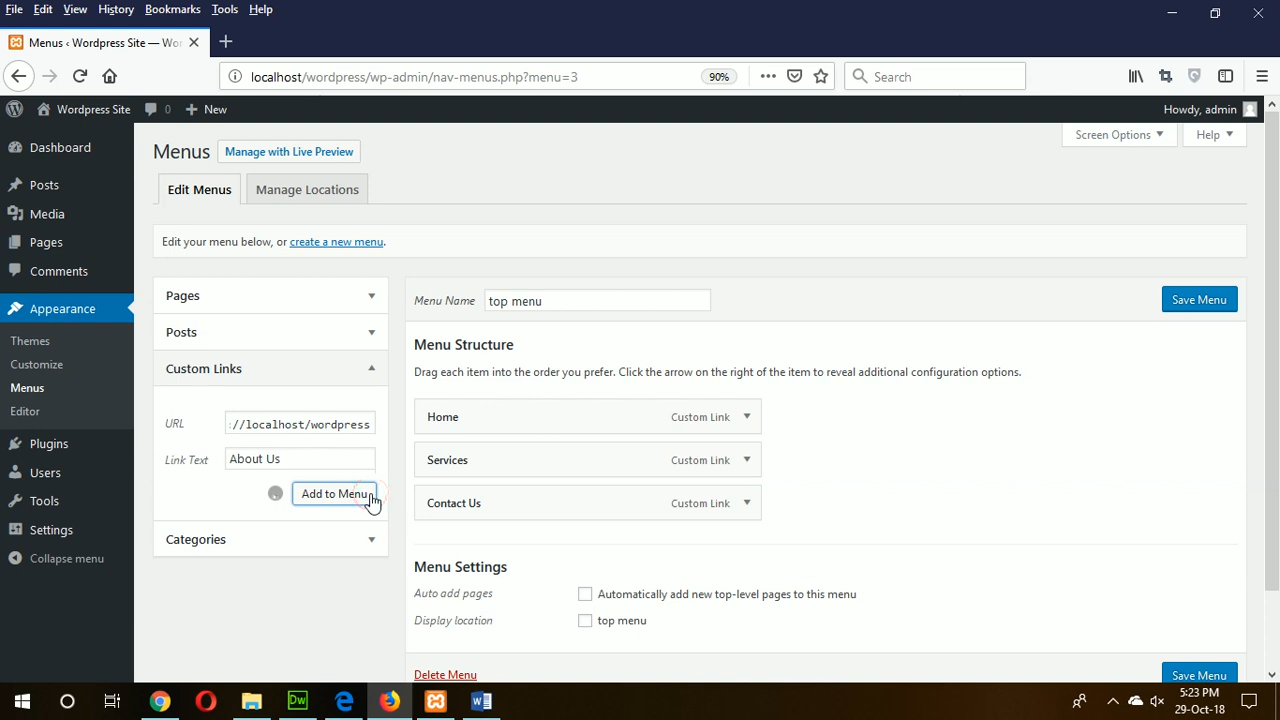 File Edit View History Bookmarks Tools Help
Menus ‹ Wordpress Site — Wor
localhost/wordpress/wp-admin/nav-menus.php?menu=3 90% Search
Wordpress Site 0 New Howdy, admin
Screen Options Help
Menus Manage with Live Preview
Edit Menus Manage Locations
Edit your menu below, or create a new menu.
Dashboard
Posts
Media
Pages
Comments
Appearance
Themes
Customize
Menus
Editor
Plugins
Users
Tools
Settings
Collapse menu
Pages
Posts
Custom Links
URL ://localhost/wordpress
Link Text About Us
Add to Menu
Categories
Menu Name top menu Save Menu
Menu Structure
Drag each item into the order you prefer. Click the arrow on the right of the item to reveal additional configuration options.
Home Custom Link
Services Custom Link
Contact Us Custom Link
Menu Settings
Auto add pages Automatically add new top-level pages to this menu
Display location top menu
Delete Menu Save Menu
Dw
5:23 PM
29-Oct-18